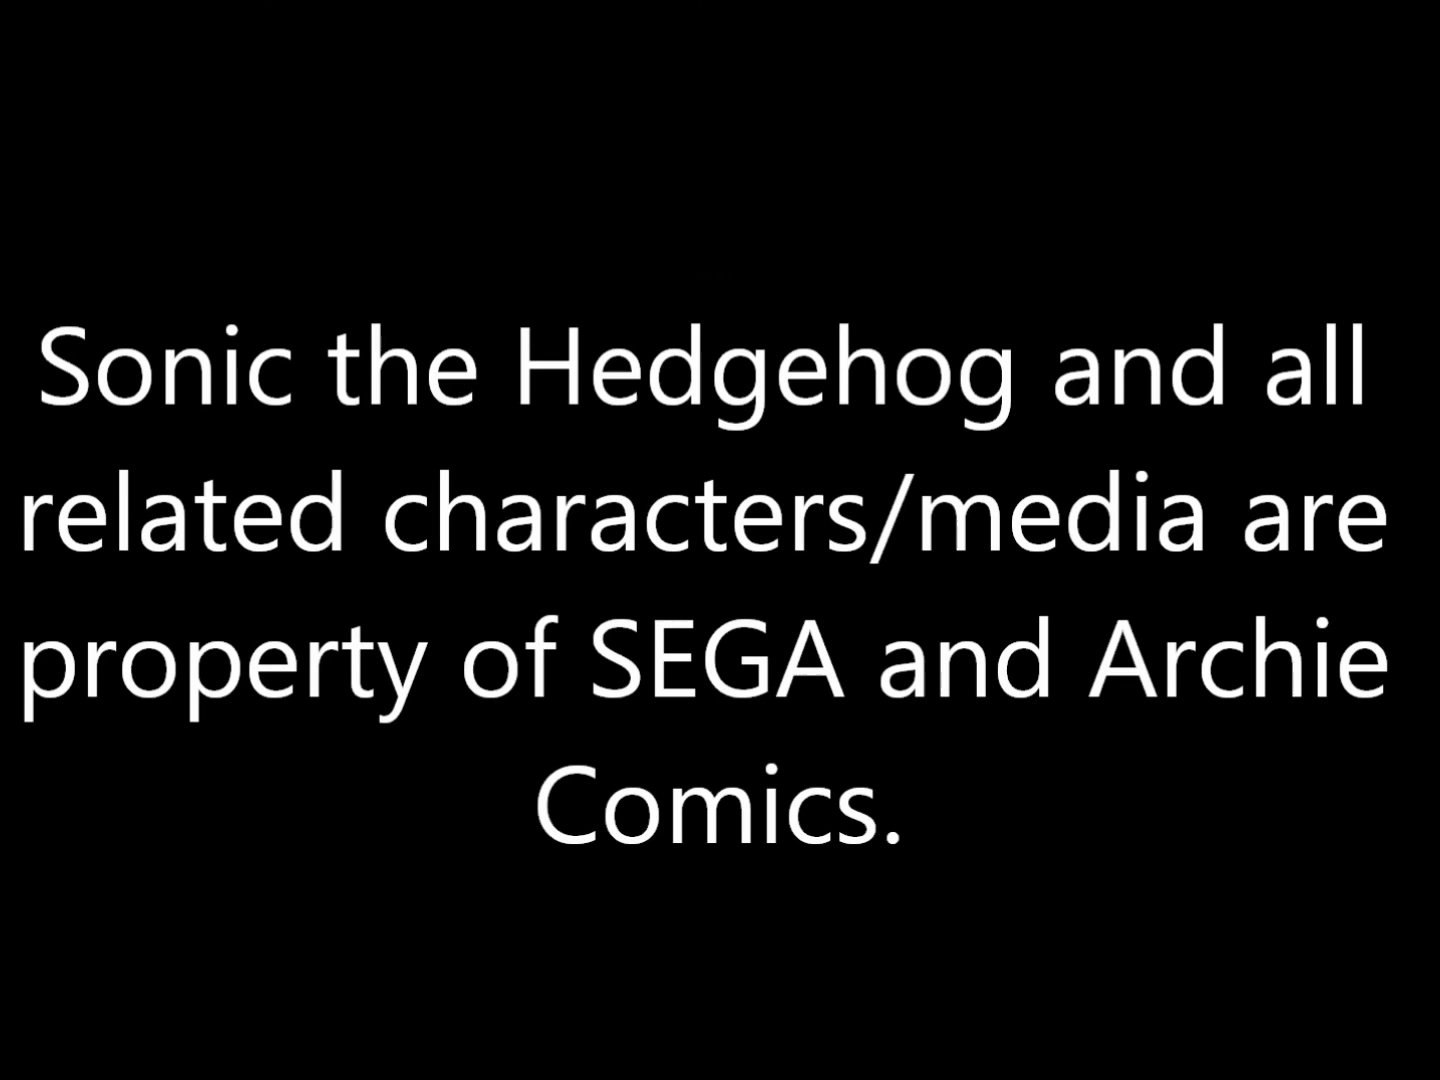 Sonic the Hedgehog and all
related characters/media are
property of SEGA and Archie
Comics.